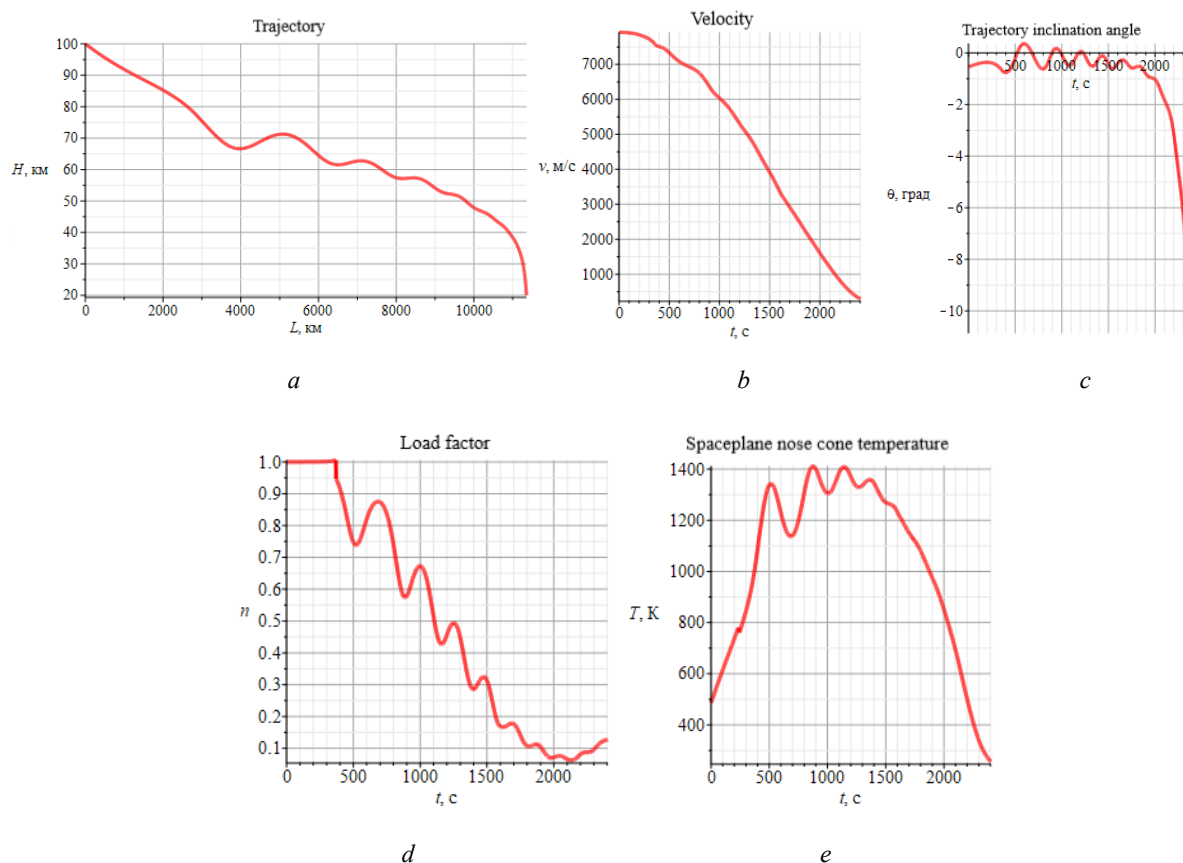 Trajectory
100
90
80
70
H, км
60
50
40
30
20
0 2000 4000 6000 8000 10000
L, км
a
Velocity
7000
6000
5000
v, м/с
4000
3000
2000
1000
0 500 1000 1500 2000
t, с
b
Trajectory inclination angle
0
500 1000 1500 2000
t, с
−2
−4
θ, град
−6
−8
−10
c
Load factor
1.0
0.9
0.8
0.7
0.6
n
0.5
0.4
0.3
0.2
0.1
0 500 1000 1500 2000
t, с
d
Spaceplane nose cone temperature
1400
1200
1000
T, К
800
600
400
0 500 1000 1500 2000
t, с
e